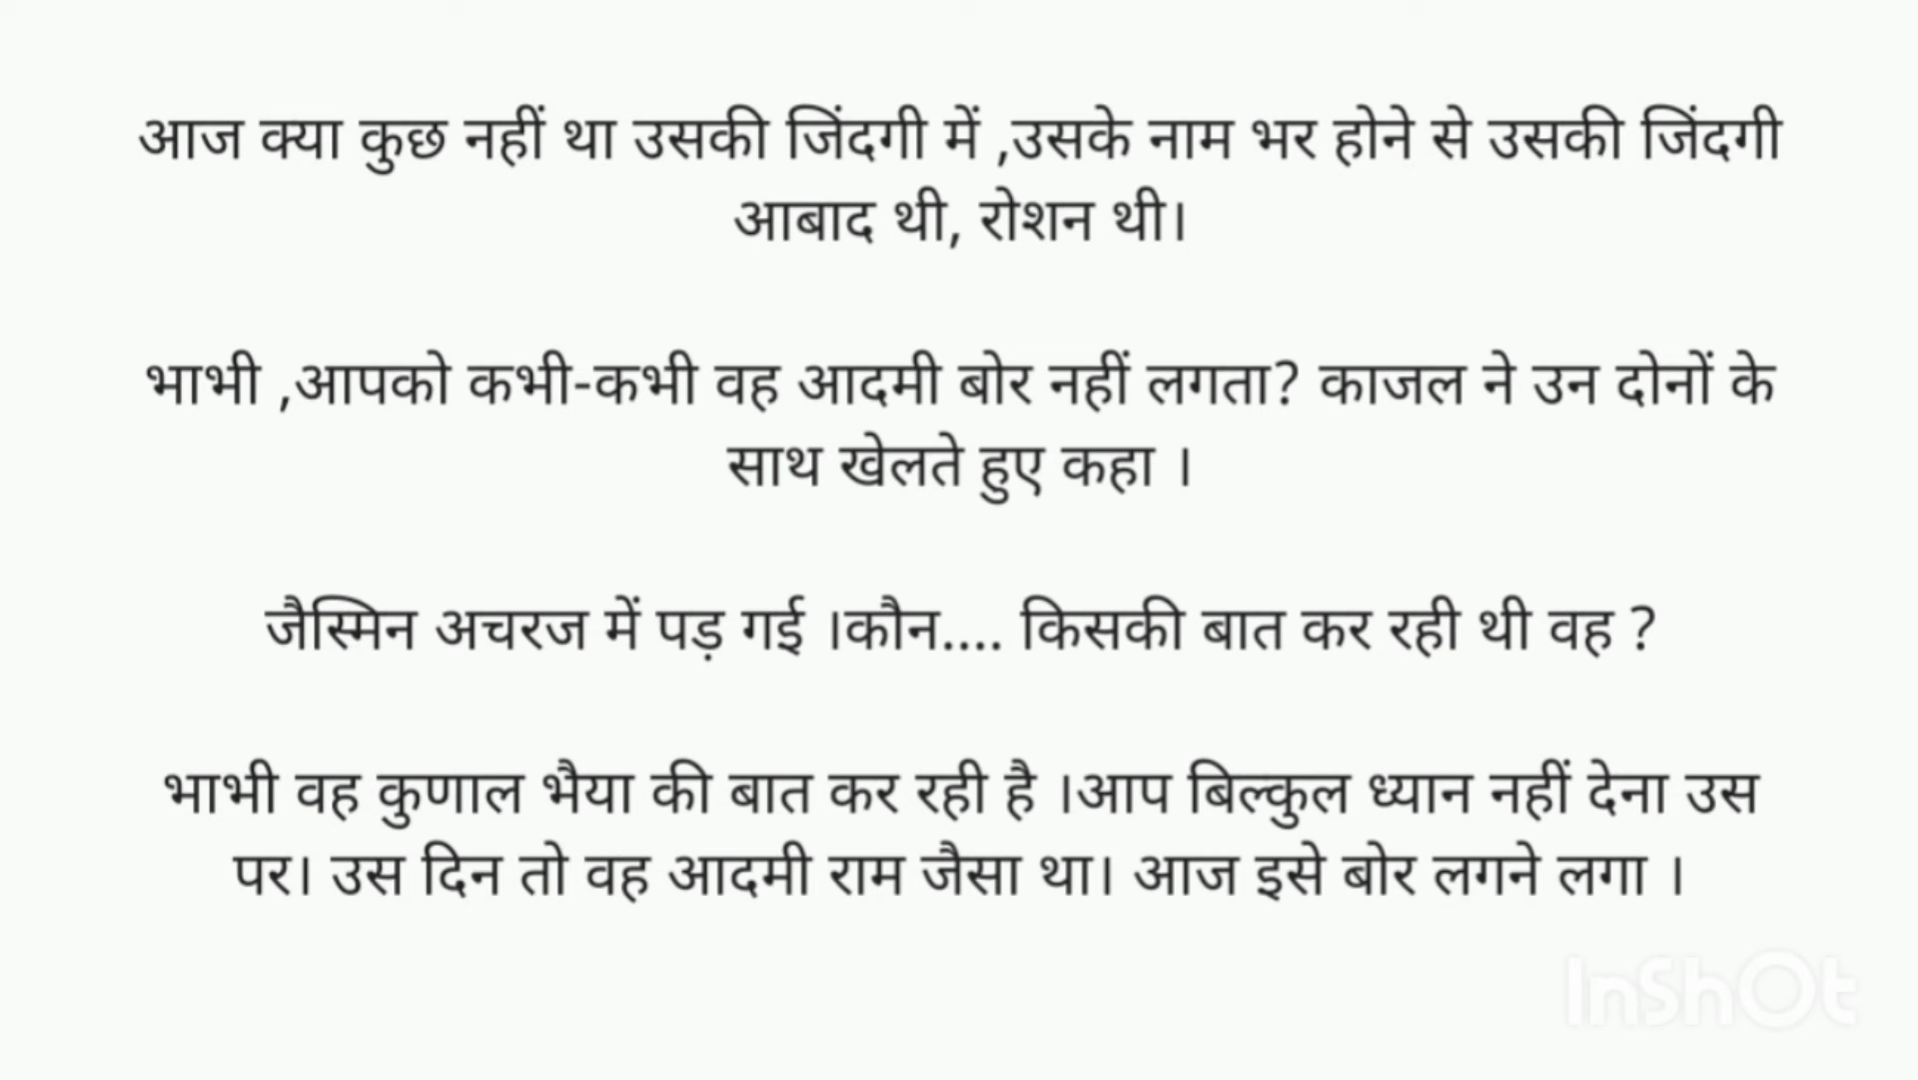 आज क्या कुछ नहीं था उसकी जिंदगी में ,उसके नाम भर होने से उसकी जिंदगी
आबाद थी, रोशन थी।
भाभी ,आपको कभी-कभी वह आदमी बोर नहीं लगता? काजल ने उन दोनों के
साथ खेलते हुए कहा ।
जैस्मिन अचरज में पड़ गई ।कौन.... किसकी बात कर रही थी वह ?
भाभी वह कुणाल भैया की बात कर रही है ।आप बिल्कुल ध्यान नहीं देना उस
पर। उस दिन तो वह आदमी राम जैसा था। आज इसे बोर लगने लगा ।
InShOt